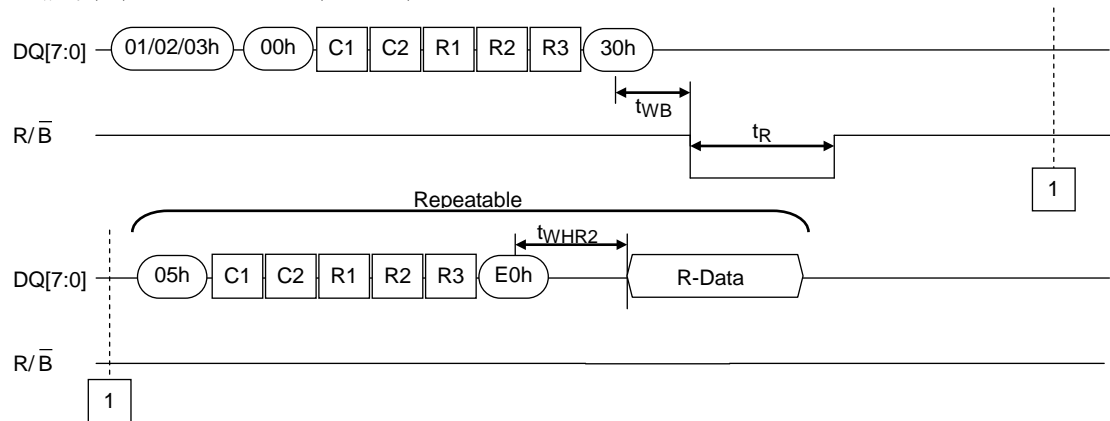 DQ[7:0] 01/02/03h 00h C1 C2 R1 R2 R3 30h
tWB
R/B tR
1
Repeatable
tWHR2
DQ[7:0] 05h C1 C2 R1 R2 R3 E0h R-Data
R/B
1